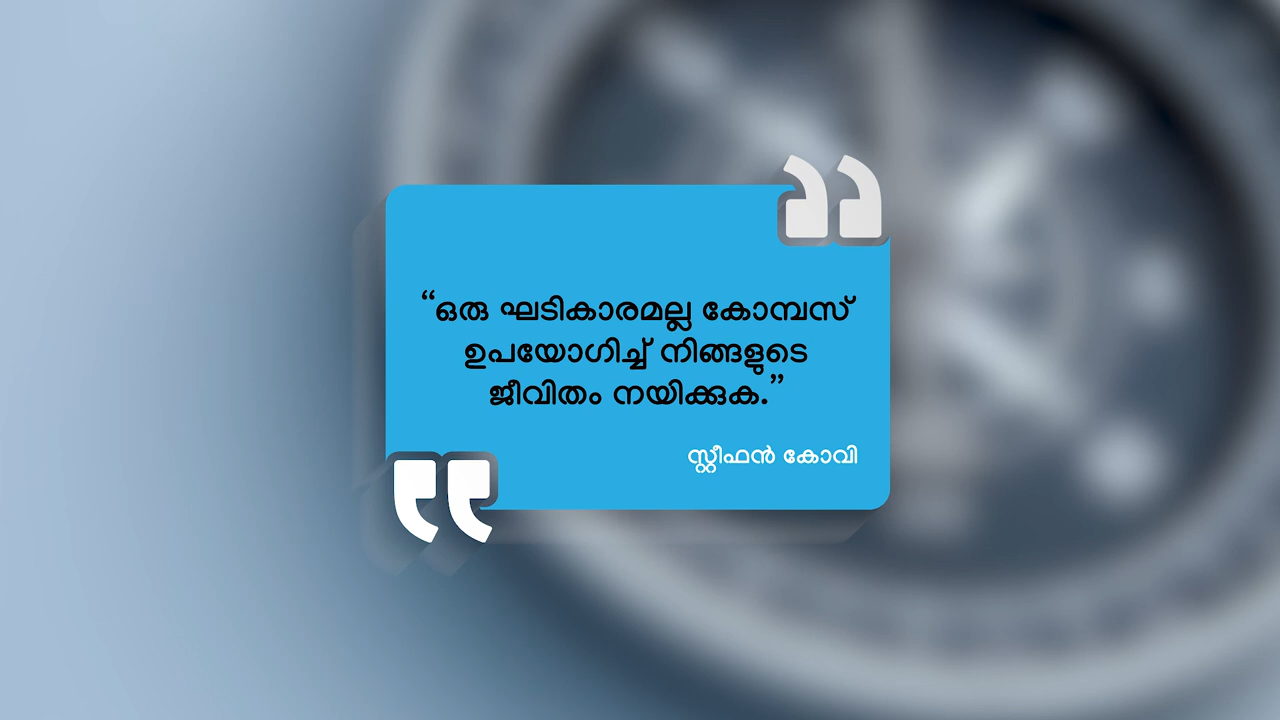 “ഒരു ഘടികാരമല്ല കോമ്പസ്
ഉപയോഗിച്ച് നിങ്ങളുടെ
ജീവിതം നയിക്കുക.”
സ്റ്റീഫൻ കോവി